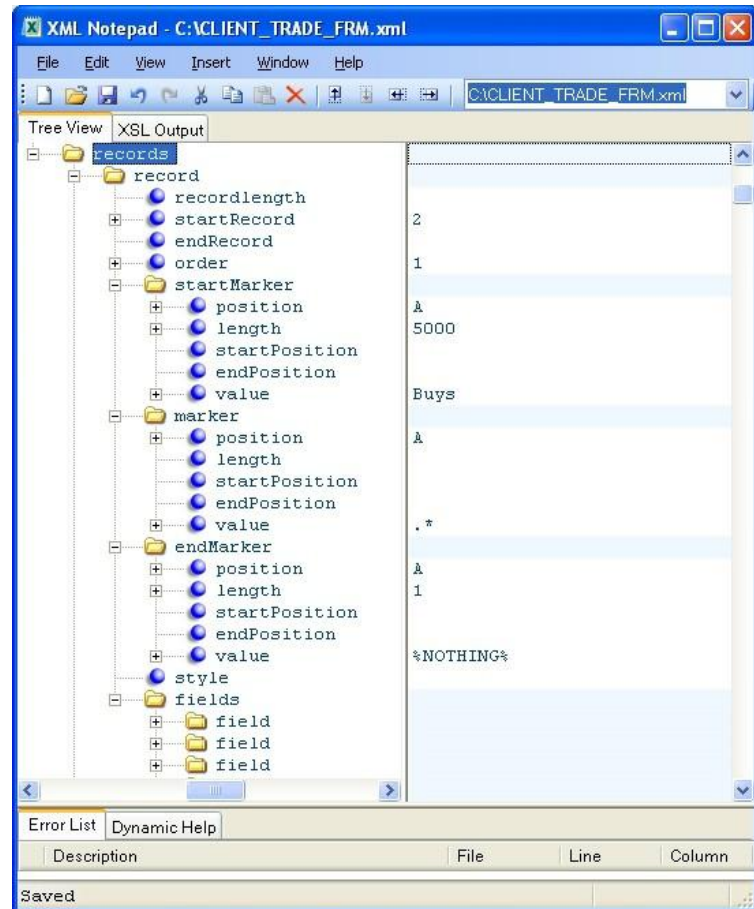 XML Notepad - C:\CLIENT_TRADE_FRM.xml
File Edit View Insert Window Help
C:\CLIENT_TRADE_FRM.xml
Tree View XSL Output
records
record
recordlength
startRecord 2
endRecord
order 1
startMarker
position A
length 5000
startPosition
endPosition
value Buys
marker
position A
length
startPosition
endPosition
value .*
endMarker
position A
length 1
startPosition
endPosition
value %NOTHING%
style
fields
field
field
field
Error List Dynamic Help
Description File Line Column
Saved